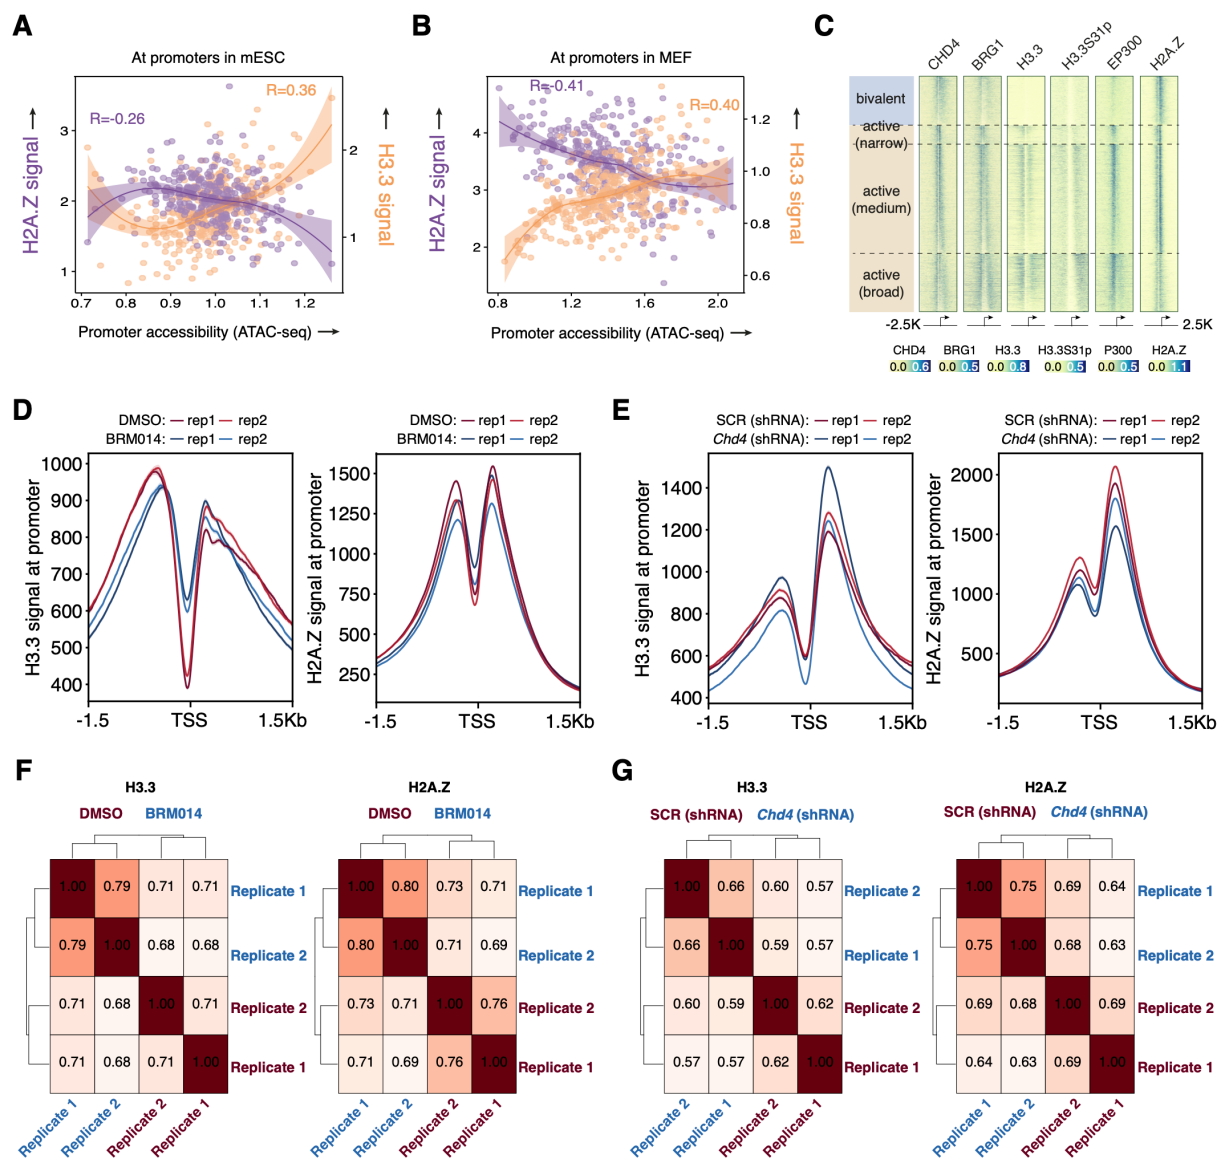 A
At promoters in mESC
R=0.36
R=-0.26
H2A.Z signal
H3.3 signal
3
2
1
2
1
0.7 0.8 0.9 1.0 1.1 1.2
Promoter accessibility (ATAC-seq)
B
At promoters in MEF
R=-0.41
R=0.40
H2A.Z signal
H3.3 signal
4
3
2
1.2
1.0
0.8
0.6
0.8 1.2 1.6 2.0
Promoter accessibility (ATAC-seq)
C
CHD4 BRG1 H3.3 H3.3S31p EP300 H2A.Z
bivalent
active
(narrow)
active
(medium)
active
(broad)
-2.5K 2.5K
CHD4 BRG1 H3.3 H3.3S31p P300 H2A.Z
0.0 0.6 0.0 0.5 0.0 0.8 0.0 0.5 0.0 0.5 0.0 1.1
D
DMSO: rep1 rep2
BRM014: rep1 rep2
H3.3 signal at promoter
1000
900
800
700
600
500
400
-1.5 TSS 1.5Kb
DMSO: rep1 rep2
BRM014: rep1 rep2
H2A.Z signal at promoter
1500
1250
1000
750
500
250
-1.5 TSS 1.5Kb
E
SCR (shRNA): rep1 rep2
Chd4 (shRNA): rep1 rep2
H3.3 signal at promoter
1400
1200
1000
800
600
400
-1.5 TSS 1.5Kb
SCR (shRNA): rep1 rep2
Chd4 (shRNA): rep1 rep2
H2A.Z signal at promoter
2000
1500
1000
500
-1.5 TSS 1.5Kb
F
H3.3
DMSO BRM014
1.00 0.79 0.71 0.71 Replicate 1
0.79 1.00 0.68 0.68 Replicate 2
0.71 0.68 1.00 0.71 Replicate 2
0.71 0.68 0.71 1.00 Replicate 1
Replicate 1 Replicate 2 Replicate 2 Replicate 1
H2A.Z
DMSO BRM014
1.00 0.80 0.73 0.71 Replicate 1
0.80 1.00 0.71 0.69 Replicate 2
0.73 0.71 1.00 0.76 Replicate 2
0.71 0.69 0.76 1.00 Replicate 1
Replicate 1 Replicate 2 Replicate 2 Replicate 1
G
H3.3
SCR (shRNA) Chd4 (shRNA)
1.00 0.66 0.60 0.57 Replicate 2
0.66 1.00 0.59 0.57 Replicate 1
0.60 0.59 1.00 0.62 Replicate 2
0.57 0.57 0.62 1.00 Replicate 1
Replicate 2 Replicate 1 Replicate 2 Replicate 1
H2A.Z
SCR (shRNA) Chd4 (shRNA)
1.00 0.75 0.69 0.64 Replicate 1
0.75 1.00 0.68 0.63 Replicate 2
0.69 0.68 1.00 0.69 Replicate 2
0.64 0.63 0.69 1.00 Replicate 1
Replicate 1 Replicate 2 Replicate 2 Replicate 1